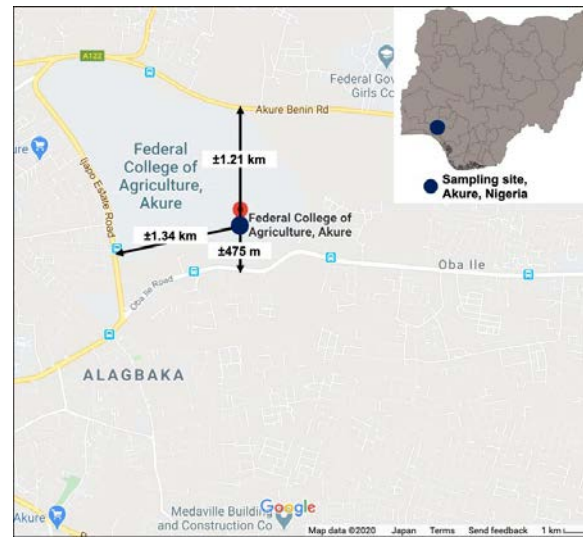 A122
Federal Gov
Girls Co
Akure Benin Rd
Federal
College of
Agriculture,
Akure
±1.21 km
Ijapo Estate Road
ure
Federal College of
Agriculture, Akure
±1.34 km
±475 m
Oba Ile
Oba Ile Road
ALAGBAKA
Sampling site,
Akure, Nigeria
Medaville Building
and Construction Co
Google
Akure
Map data ©2020 Japan Terms Send feedback 1 km